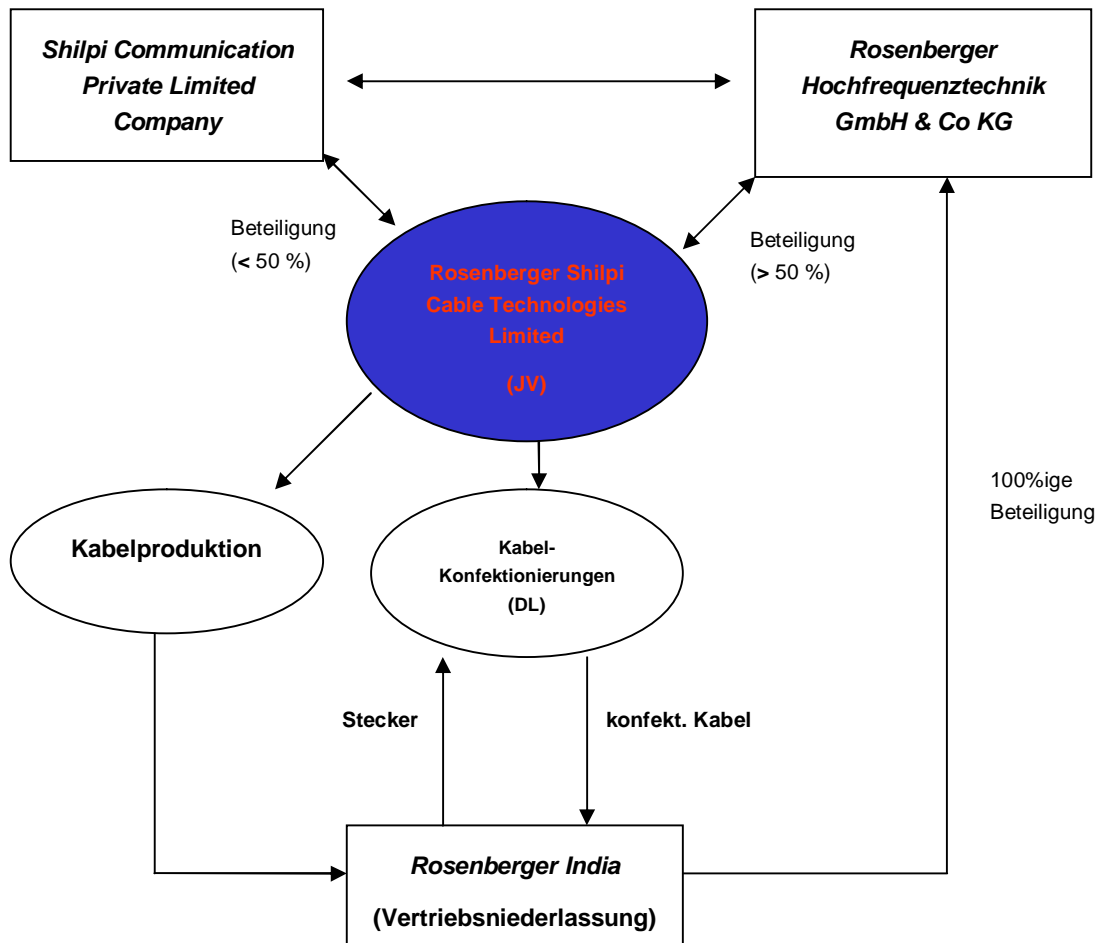 Shilpi Communication
Private Limited
Company
Rosenberger
Hochfrequenztechnik
GmbH & Co KG
Beteiligung
(< 50 %)
Beteiligung
(> 50 %)
Rosenberger Shilpi
Cable Technologies
Limited
(JV)
100%ige
Beteiligung
Kabelproduktion
Kabel-
Konfektionierungen
(DL)
Stecker
konfekt. Kabel
Rosenberger India
(Vertriebsniederlassung)